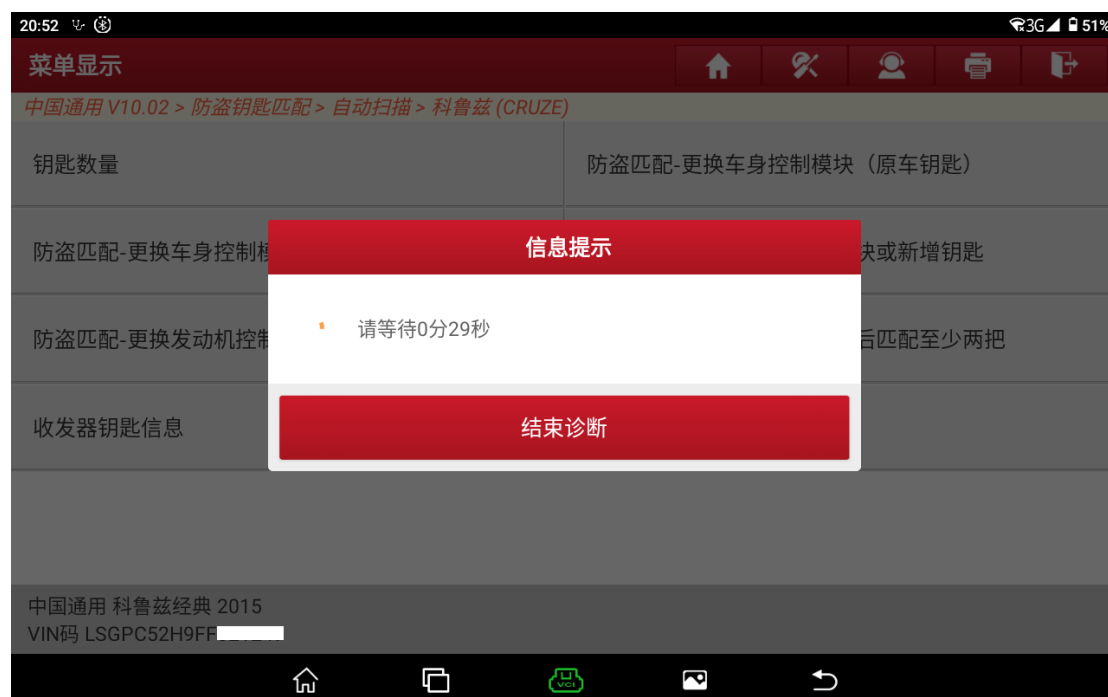 20:52
3G 51%
菜单显示
中国通用 V10.02 > 防盗钥匙匹配 > 自动扫描 > 科鲁兹 (CRUZE)
钥匙数量
防盗匹配-更换车身控制模块（原车钥匙）
防盗匹配-更换车身控制
块或新增钥匙
防盗匹配-更换发动机控制
后匹配至少两把
收发器钥匙信息
信息提示
请等待0分29秒
结束诊断
中国通用 科鲁兹经典 2015
VIN码 LSGPC52H9FF
VCI